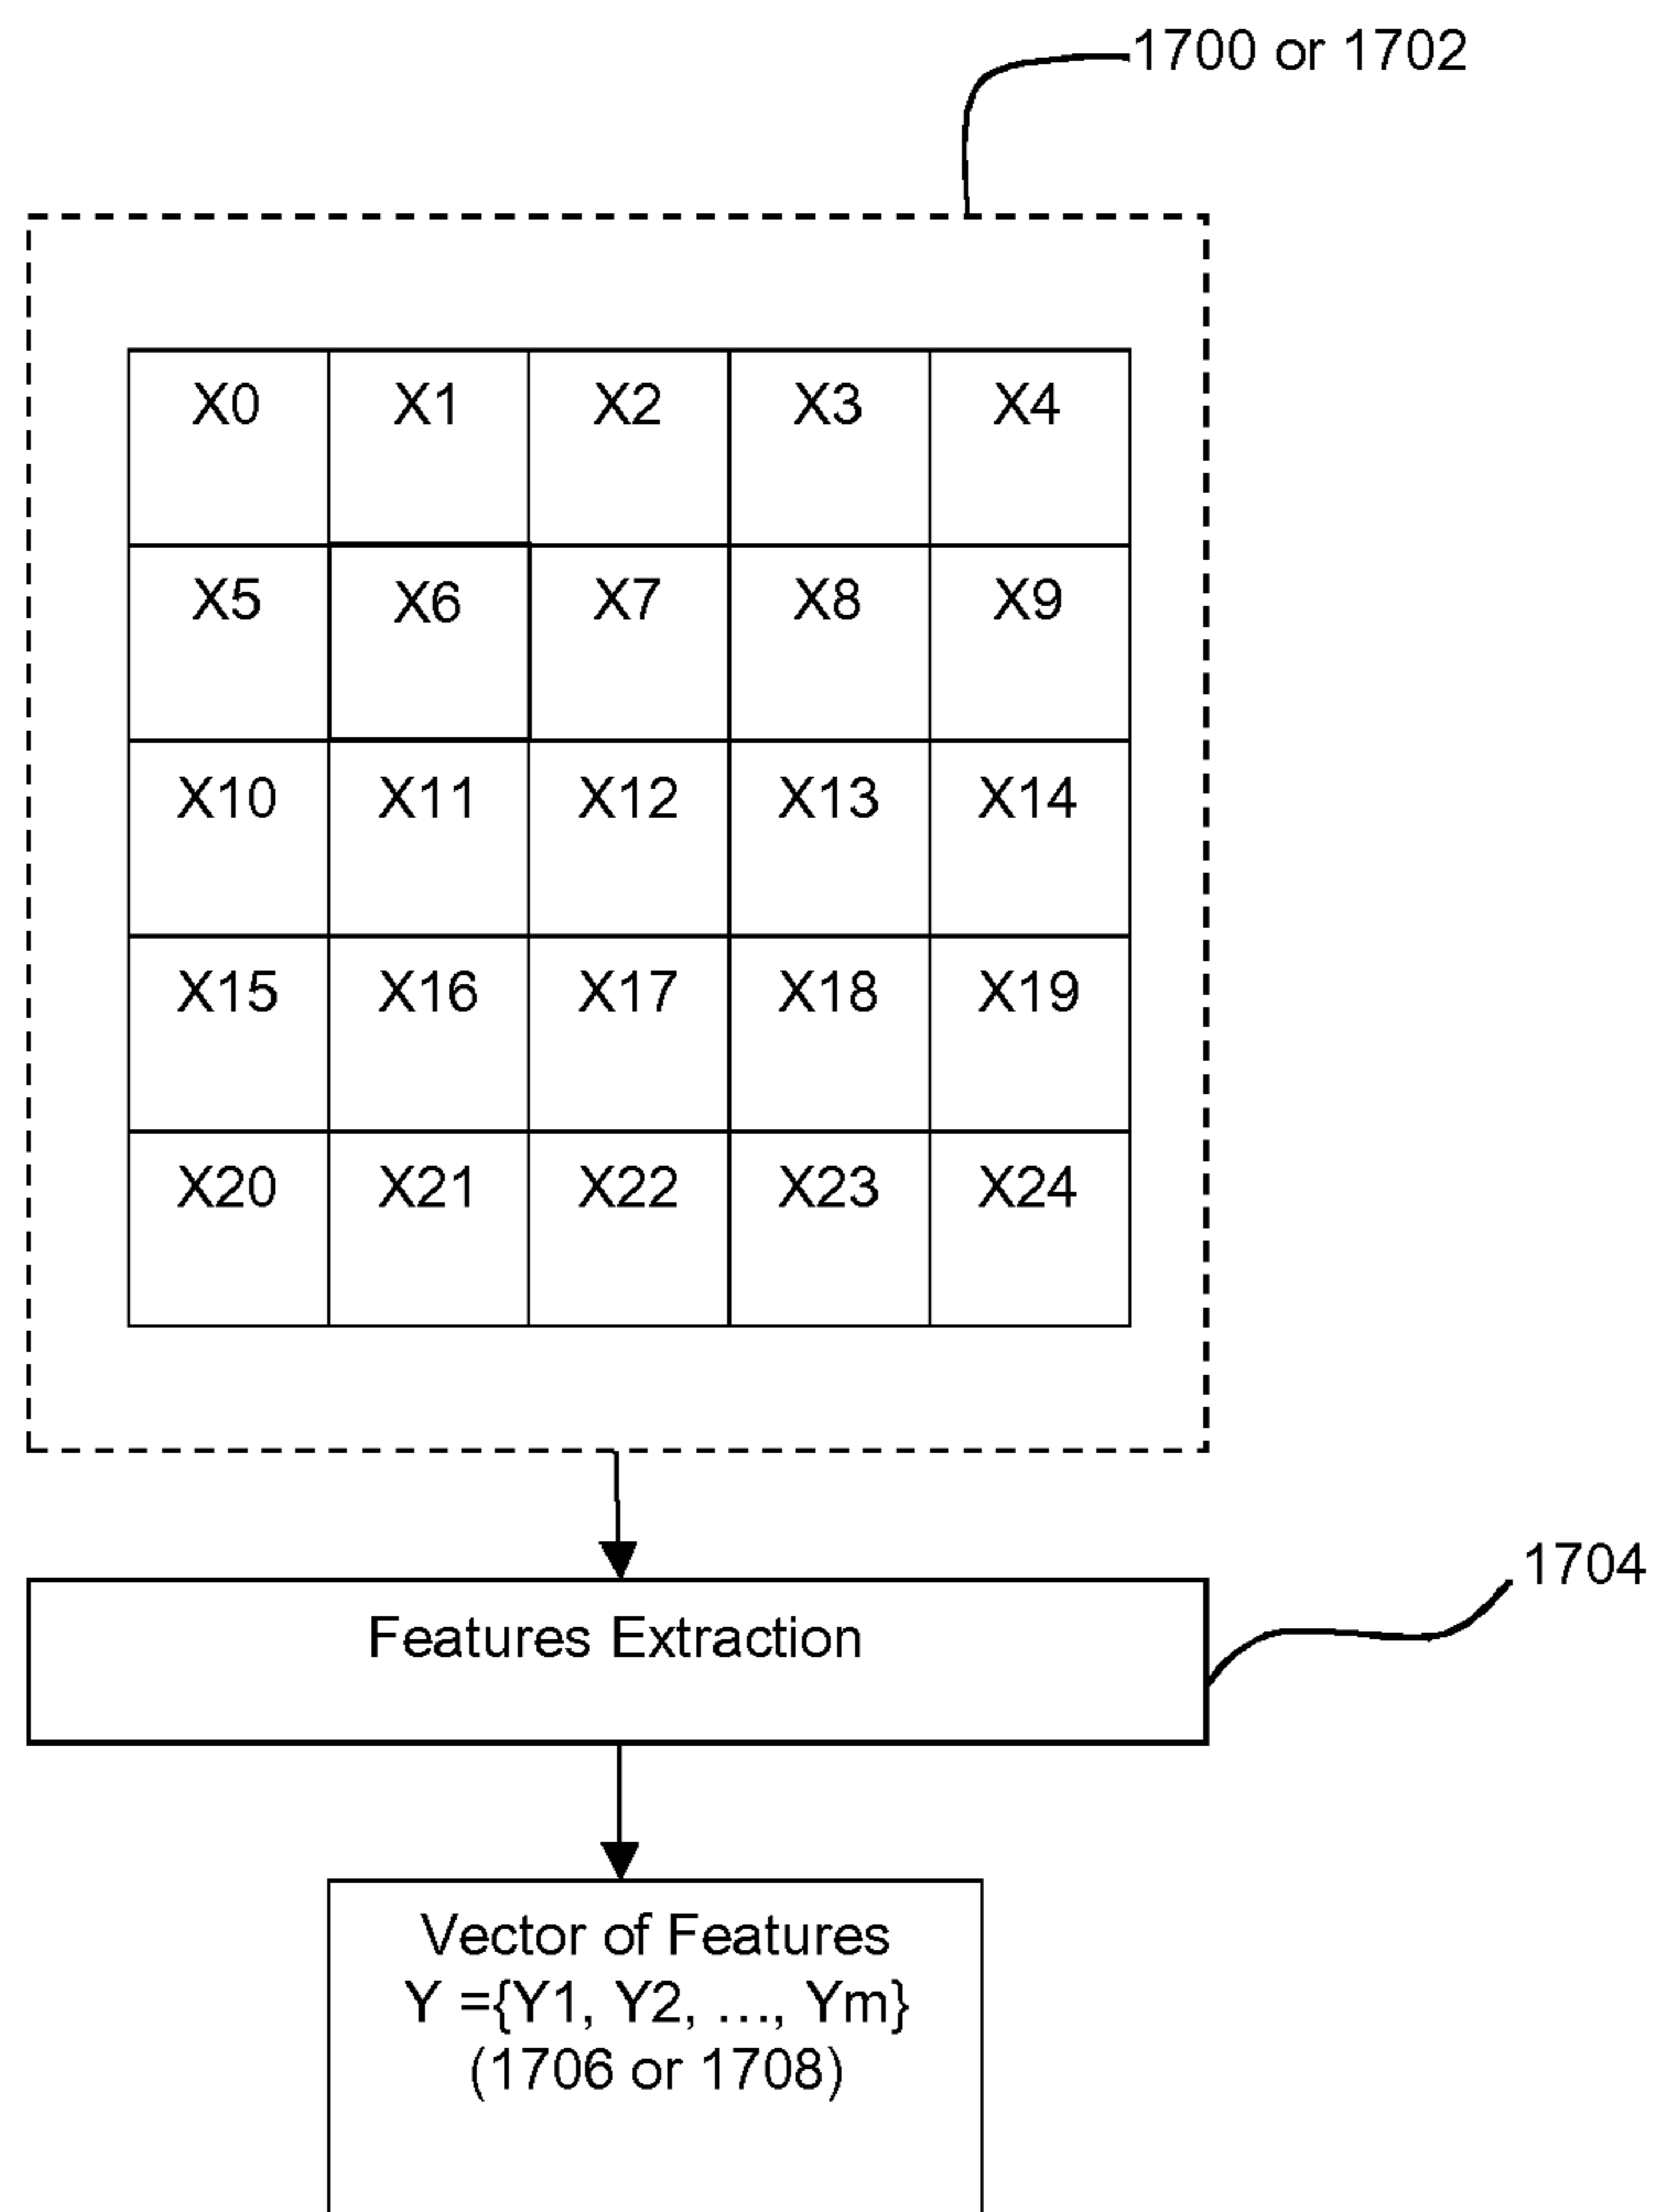 1700 or 1702
X0 X1 X2 X3 X4
X5 X6 X7 X8 X9
X10 X11 X12 X13 X14
X15 X16 X17 X18 X19
X20 X21 X22 X23 X24
1704
Features Extraction
Vector of Features
Y ={Y1, Y2, ..., Ym}
(1706 or 1708)